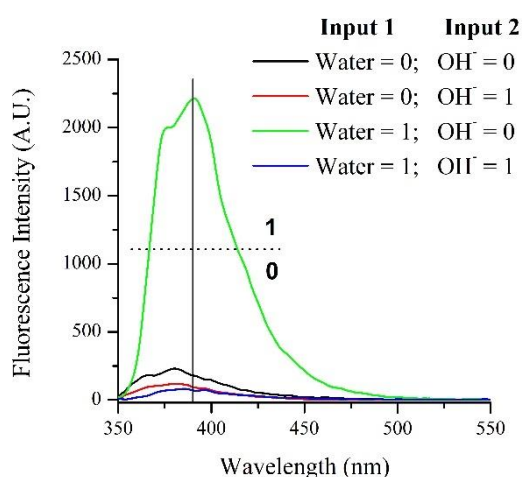 Input 1 Input 2
Water = 0; OH⁻ = 0
Water = 0; OH⁻ = 1
Water = 1; OH⁻ = 0
Water = 1; OH⁻ = 1
Fluorescence Intensity (A.U.)
2500
2000
1500
1000
500
0
1
0
350 400 450 500 550
Wavelength (nm)